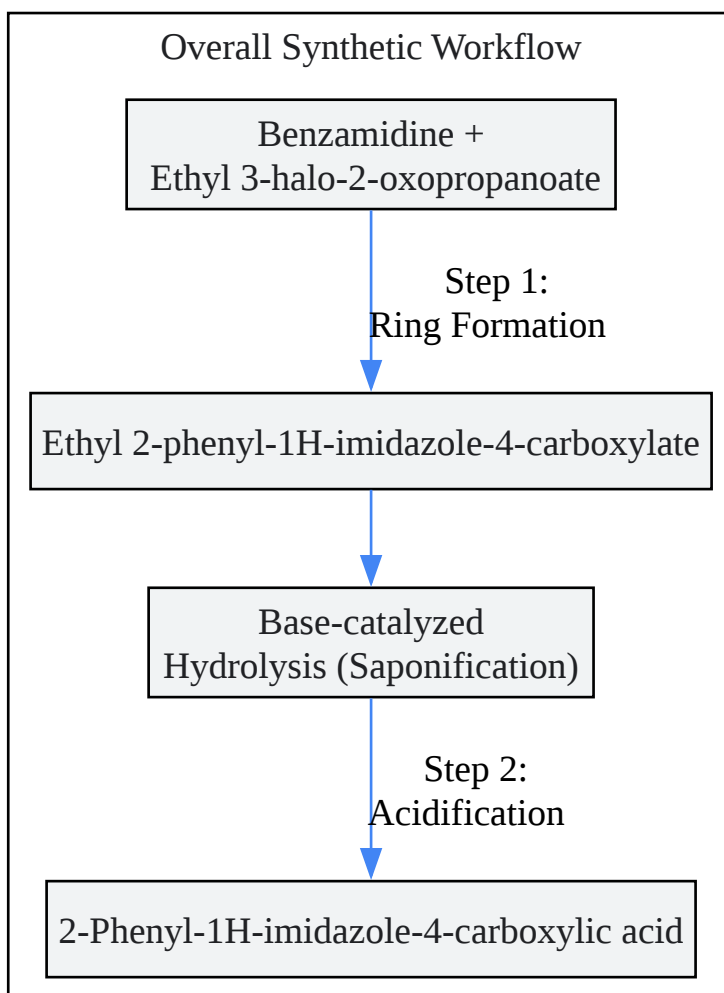 Overall Synthetic Workflow
Benzamidine +
Ethyl 3-halo-2-oxopropanoate
Step 1:
Ring Formation
Ethyl 2-phenyl-1H-imidazole-4-carboxylate
Base-catalyzed
Hydrolysis (Saponification)
Step 2:
Acidification
2-Phenyl-1H-imidazole-4-carboxylic acid